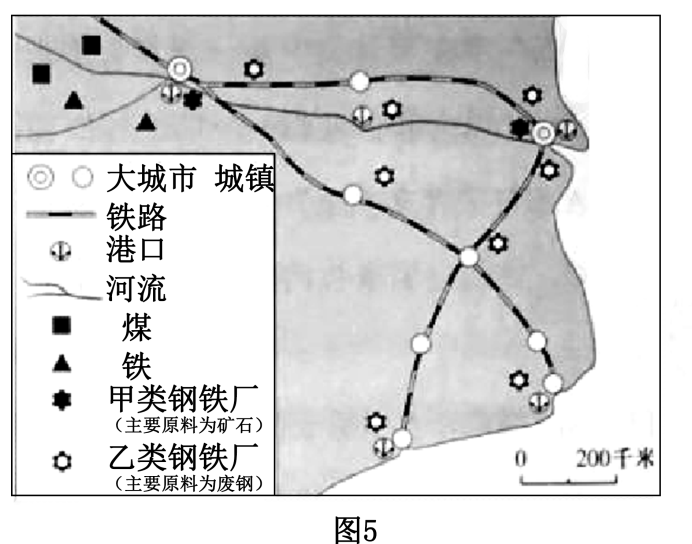 大城市 城镇
铁路
港口
河流
煤
铁
甲类钢铁厂
（主要原料为矿石）
乙类钢铁厂
（主要原料为废钢）
0 200千米
图5